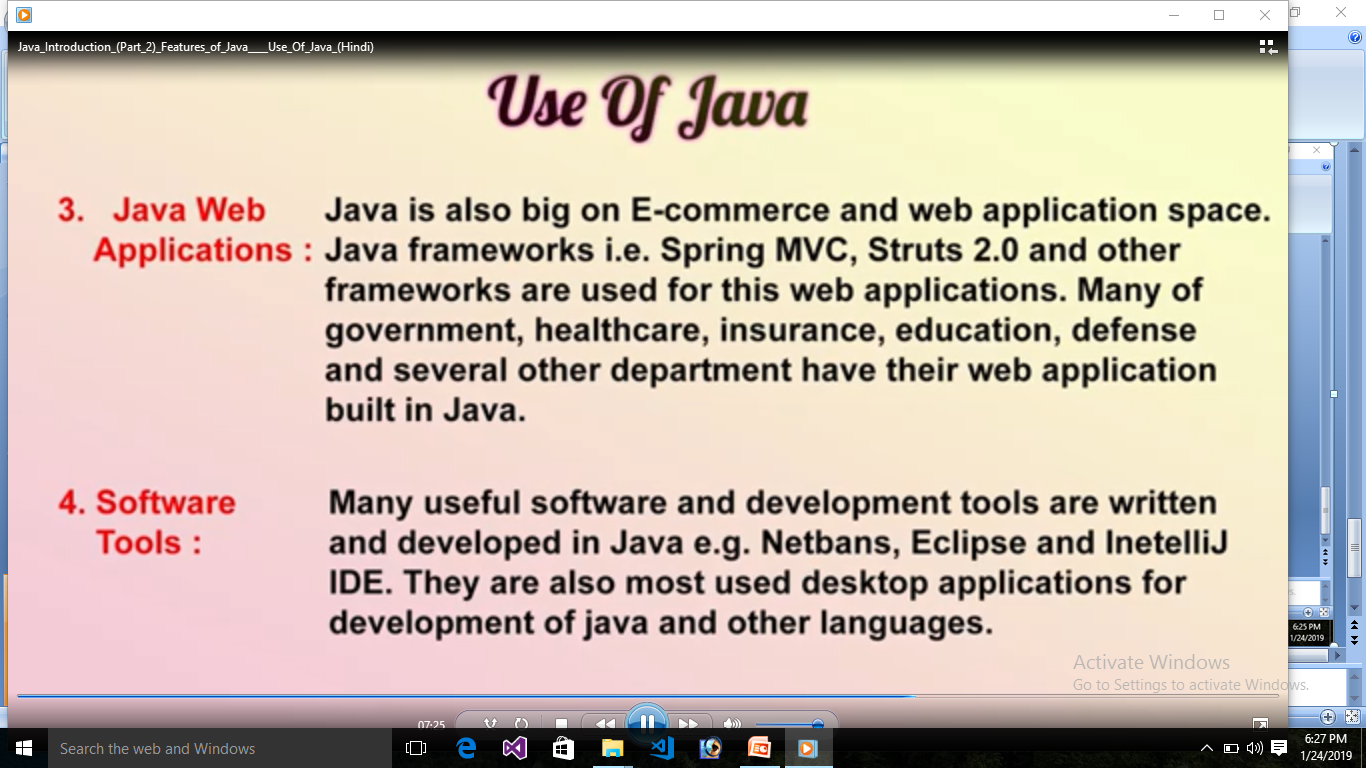 Java_Introduction_(Part_2)_Features_of_Java____Use_Of_Java_(Hindi)
Use Of Java
3. Java Web Applications :
Java is also big on E-commerce and web application space.
Java frameworks i.e. Spring MVC, Struts 2.0 and other
frameworks are used for this web applications. Many of
government, healthcare, insurance, education, defense
and several other department have their web application
built in Java.
4. Software Tools :
Many useful software and development tools are written
and developed in Java e.g. Netbans, Eclipse and InetelliJ
IDE. They are also most used desktop applications for
development of java and other languages.
6:25 PM
1/24/2019
Activate Windows
Go to Settings to activate Windows.
07:25
Search the web and Windows
6:27 PM
1/24/2019